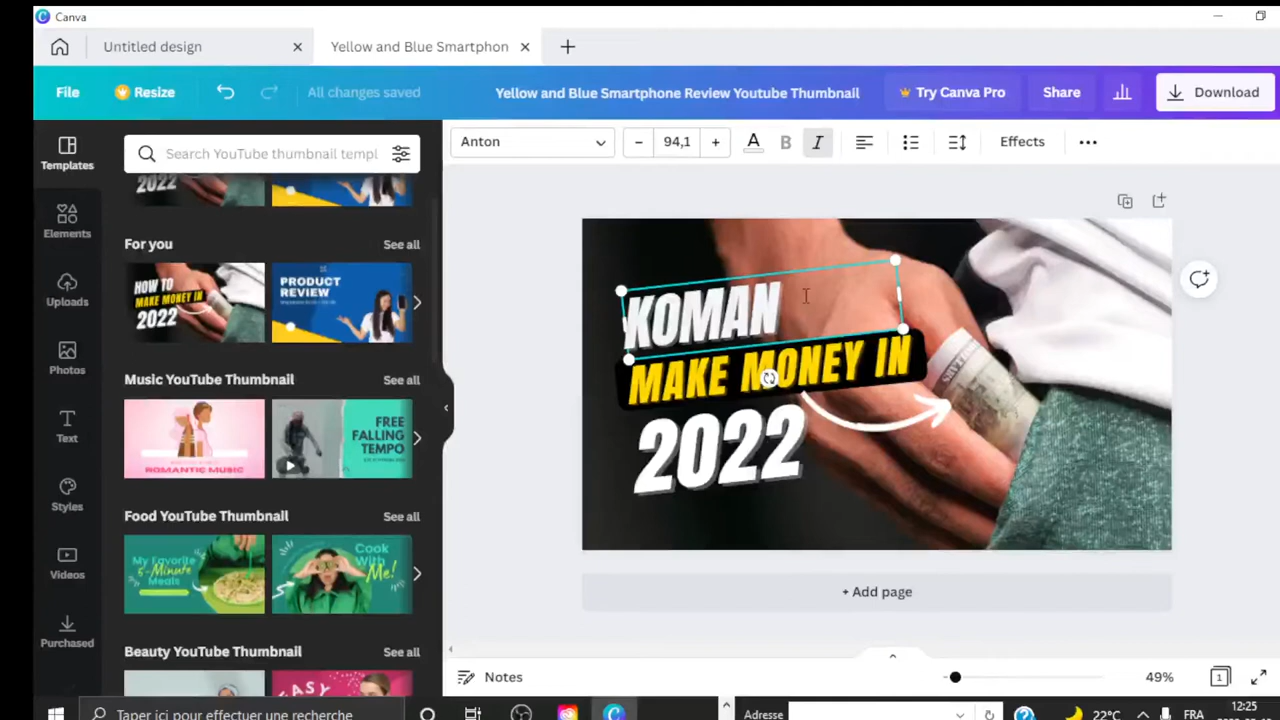 Canva
Untitled design
Yellow and Blue Smartphon
File
Resize
All changes saved
Yellow and Blue Smartphone Review Youtube Thumbnail
Try Canva Pro
Share
Download
Templates
Elements
Uploads
Photos
Text
Styles
Videos
Purchased
Search YouTube thumbnail templ
2022
For you
See all
HOW TO
MAKE MONEY IN
2022
PRODUCT
REVIEW
Music YouTube Thumbnail
See all
ROMANTIC MUSIC
FREE
FALLING
TEMPO
Food YouTube Thumbnail
See all
My Favorite
5-Minute
Meals
Cook
With
Me!
Beauty YouTube Thumbnail
See all
EASY
Anton
94,1
A
B
I
Effects
KOMAN
MAKE MONEY IN
2022
+ Add page
Notes
49%
1
Taper ici pour effectuer une recherche
Adresse
22°C
FRA
12:25